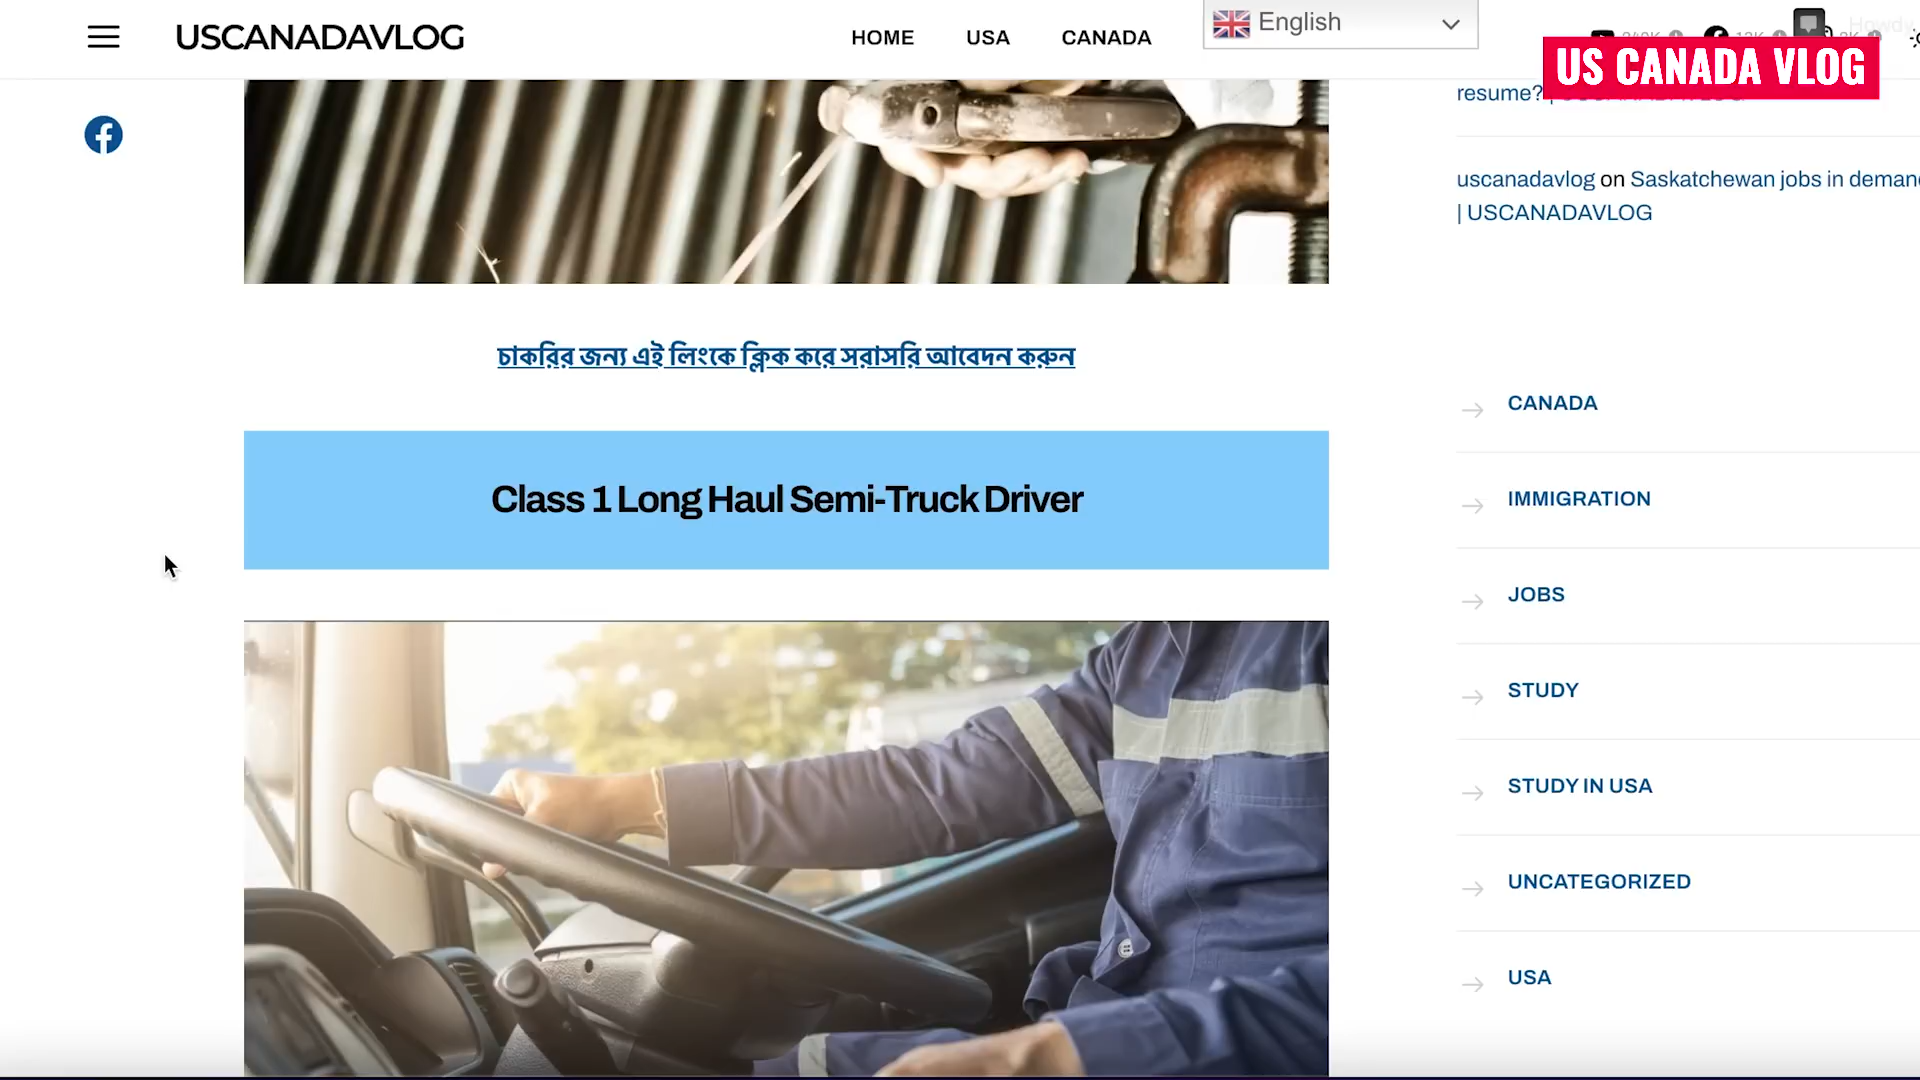 USCANADAVLOG
HOME
USA
CANADA
English
US CANADA VLOG
resume?
uscanadavlog on Saskatchewan jobs in deman
| USCANADAVLOG
চাকরির জন্য এই লিংকে ক্লিক করে সরাসরি আবেদন করুন
Class 1 Long Haul Semi-Truck Driver
CANADA
IMMIGRATION
JOBS
STUDY
STUDY IN USA
UNCATEGORIZED
USA